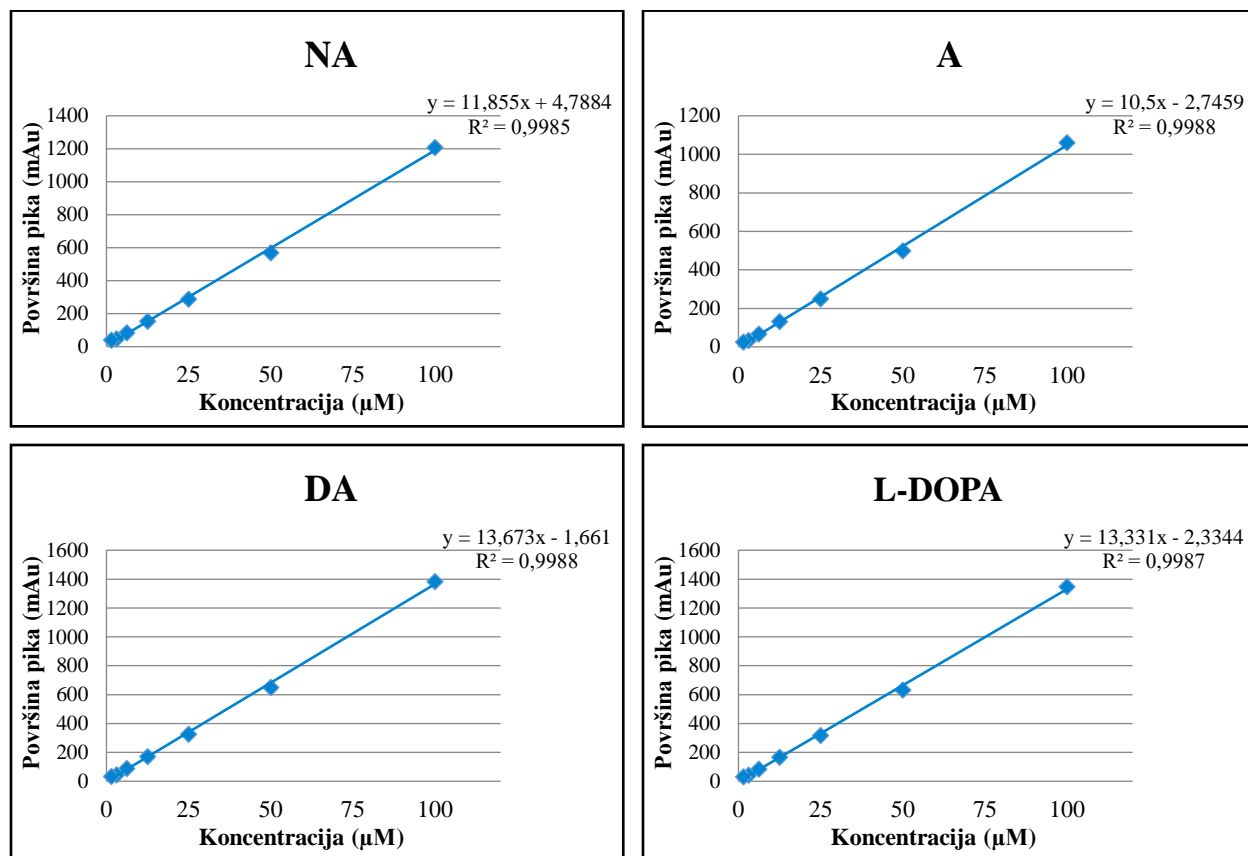 NA
y = 11,855x + 4,7884
R² = 0,9985
Površina pika (mAu)
1400
1200
1000
800
600
400
200
0
0 25 50 75 100
Koncentracija (µM)
A
y = 10,5x - 2,7459
R² = 0,9988
Površina pika (mAu)
1200
1000
800
600
400
200
0
0 25 50 75 100
Koncentracija (µM)
DA
y = 13,673x - 1,661
R² = 0,9988
Površina pika (mAu)
1600
1400
1200
1000
800
600
400
200
0
0 25 50 75 100
Koncentracija (µM)
L-DOPA
y = 13,331x - 2,3344
R² = 0,9987
Površina pika (mAu)
1600
1400
1200
1000
800
600
400
200
0
0 25 50 75 100
Koncentracija (µM)